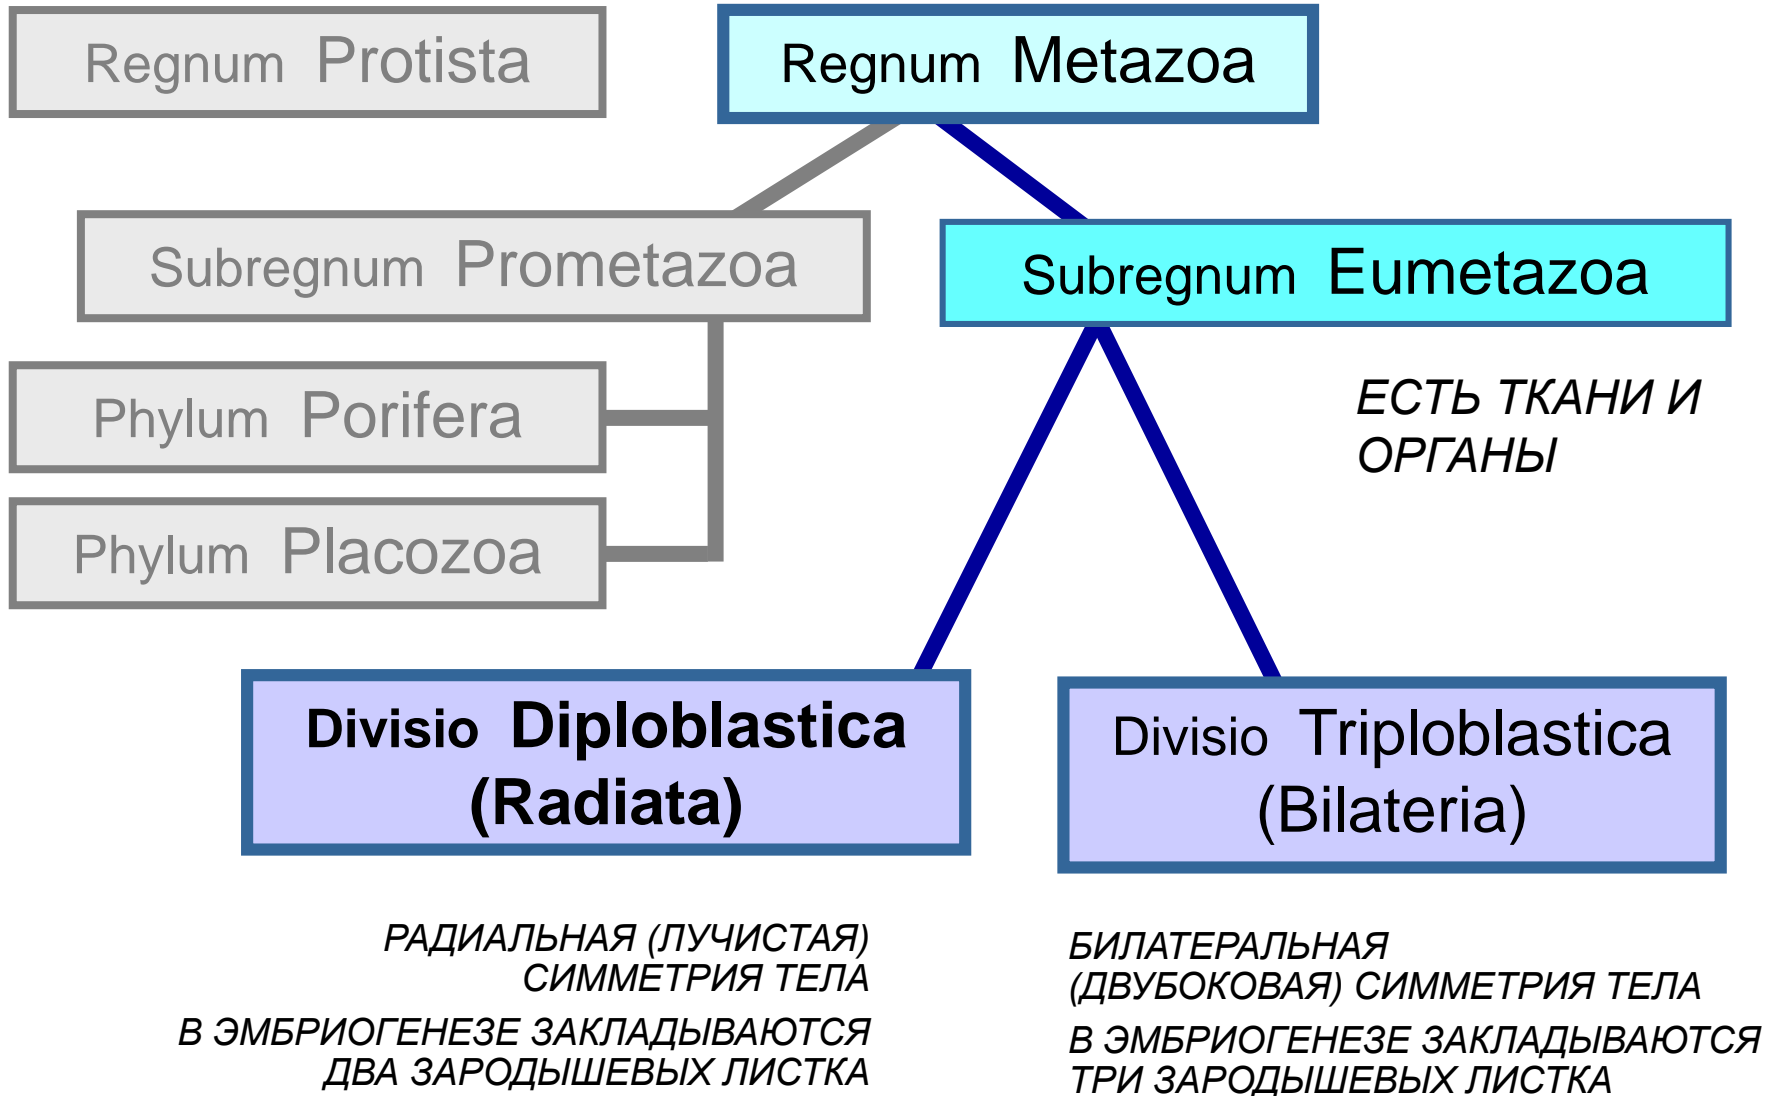 Regnum Protista
Regnum Metazoa
Subregnum Prometazoa
Subregnum Eumetazoa
Phylum Porifera
ЕСТЬ ТКАНИ И
ОРГАНЫ
Phylum Placozoa
Divisio Diploblastica
(Radiata)
Divisio Triploblastica
(Bilateria)
РАДИАЛЬНАЯ (ЛУЧИСТАЯ)
СИММЕТРИЯ ТЕЛА
В ЭМБРИОГЕНЕЗЕ ЗАКЛАДЫВАЮТСЯ
ДВА ЗАРОДЫШЕВЫХ ЛИСТКА
БИЛАТЕРАЛЬНАЯ
(ДВУБОКОВАЯ) СИММЕТРИЯ ТЕЛА
В ЭМБРИОГЕНЕЗЕ ЗАКЛАДЫВАЮТСЯ
ТРИ ЗАРОДЫШЕВЫХ ЛИСТКА